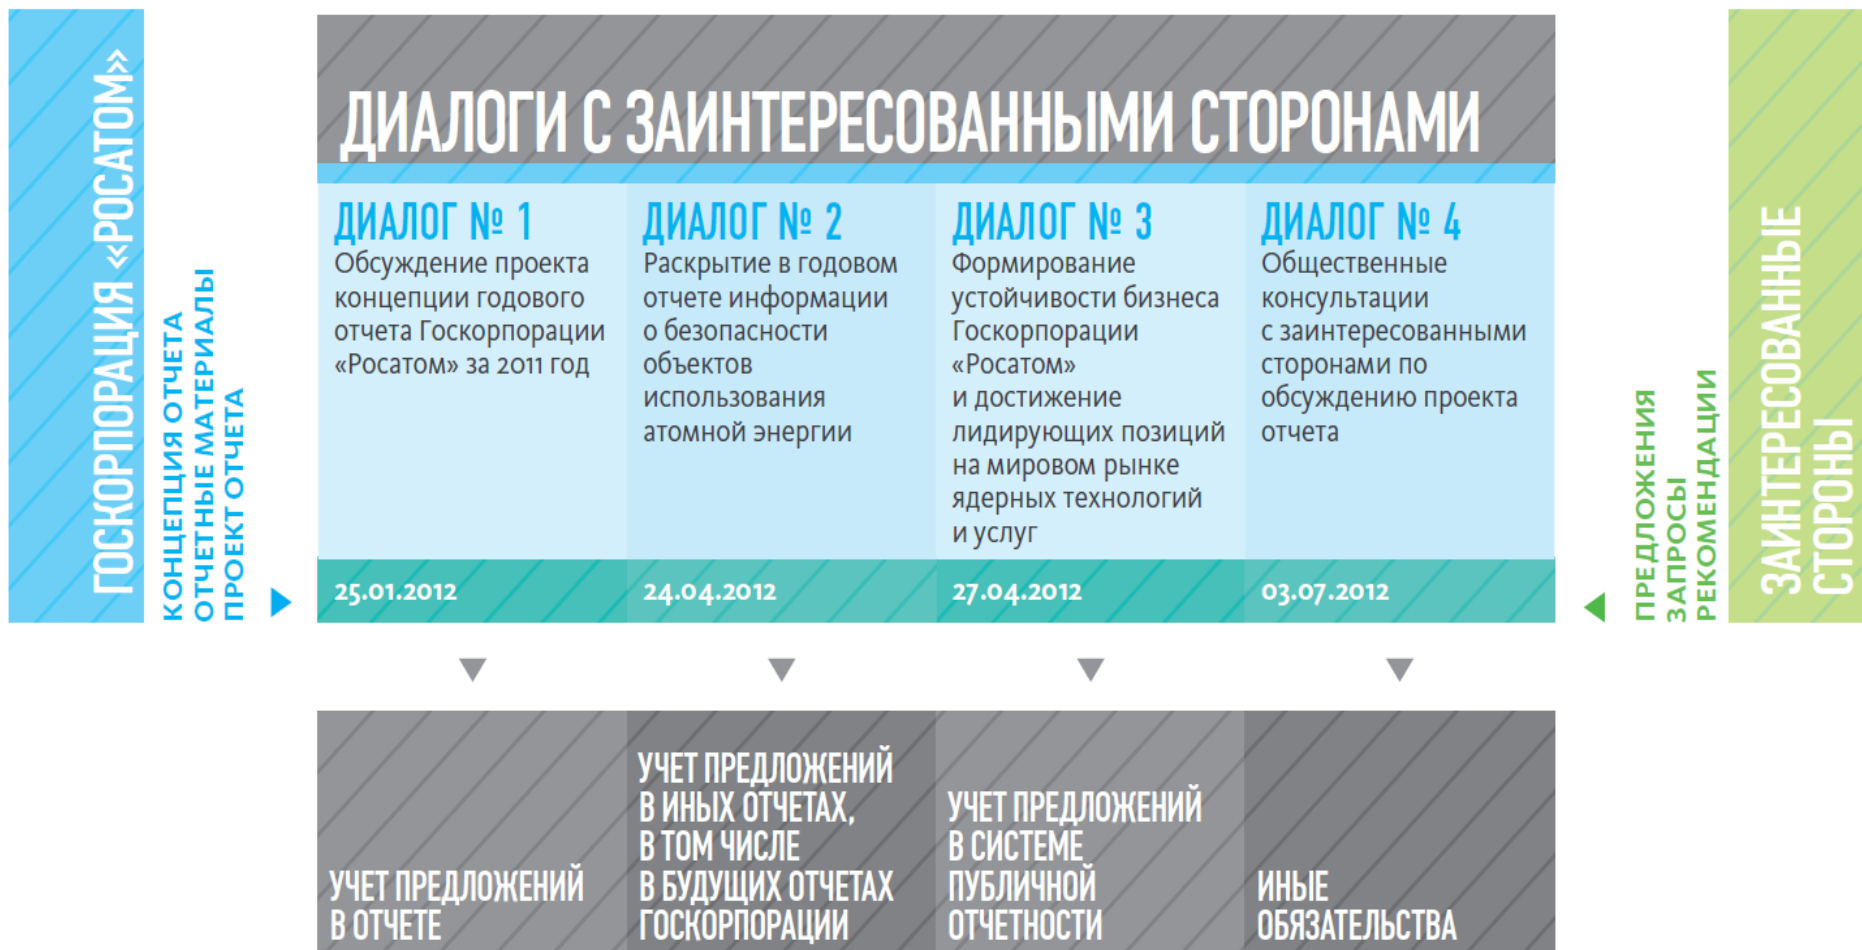 ГОСКОРПОРАЦИЯ «РОСАТОМ»
КОНЦЕПЦИЯ ОТЧЕТА
ОТЧЕТНЫЕ МАТЕРИАЛЫ
ПРОЕКТ ОТЧЕТА
ДИАЛОГИ С ЗАИНТЕРЕСОВАННЫМИ СТОРОНАМИ
ДИАЛОГ № 1
Обсуждение проекта
концепции годового
отчета Госкорпорации
«Росатом» за 2011 год
25.01.2012
ДИАЛОГ № 2
Раскрытие в годовом
отчете информации
о безопасности
объектов
использования
атомной энергии
24.04.2012
ДИАЛОГ № 3
Формирование
устойчивости бизнеса
Госкорпорации
«Росатом»
и достижение
лидирующих позиций
на мировом рынке
ядерных технологий
и услуг
27.04.2012
ДИАЛОГ № 4
Общественные
консультации
с заинтересованными
сторонами по
обсуждению проекта
отчета
03.07.2012
ПРЕДЛОЖЕНИЯ
ЗАПРОСЫ
РЕКОМЕНДАЦИИ
ЗАИНТЕРЕСОВАННЫЕ
СТОРОНЫ
УЧЕТ ПРЕДЛОЖЕНИЙ
В ОТЧЕТЕ
УЧЕТ ПРЕДЛОЖЕНИЙ
В ИНЫХ ОТЧЕТАХ,
В ТОМ ЧИСЛЕ
В БУДУЩИХ ОТЧЕТАХ
ГОСКОРПОРАЦИИ
УЧЕТ ПРЕДЛОЖЕНИЙ
В СИСТЕМЕ
ПУБЛИЧНОЙ
ОТЧЕТНОСТИ
ИНЫЕ
ОБЯЗАТЕЛЬСТВА